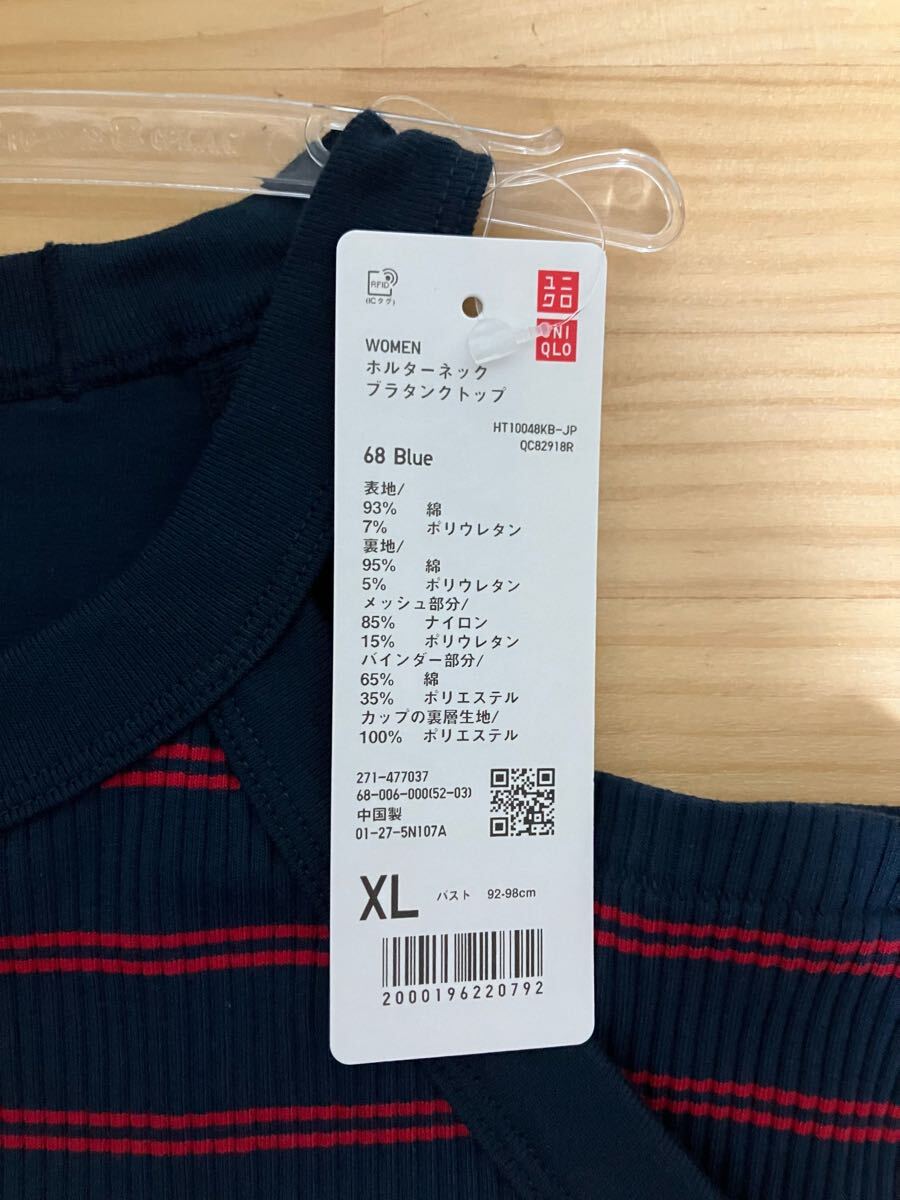 RFID
(ICタグ)
ユニ
クロ
UNI
QLO
WOMEN
ホルターネック
ブラタンクトップ
HT10048KB-JP
QC82918R
68 Blue
表地/
93% 綿
7% ポリウレタン
裏地/
95% 綿
5% ポリウレタン
メッシュ部分/
85% ナイロン
15% ポリウレタン
バインダー部分/
65% 綿
35% ポリエステル
カップの裏層生地/
100% ポリエステル
271-477037
68-006-000(52-03)
中国製
01-27-5N107A
XL バスト 92-98cm
2000196220792